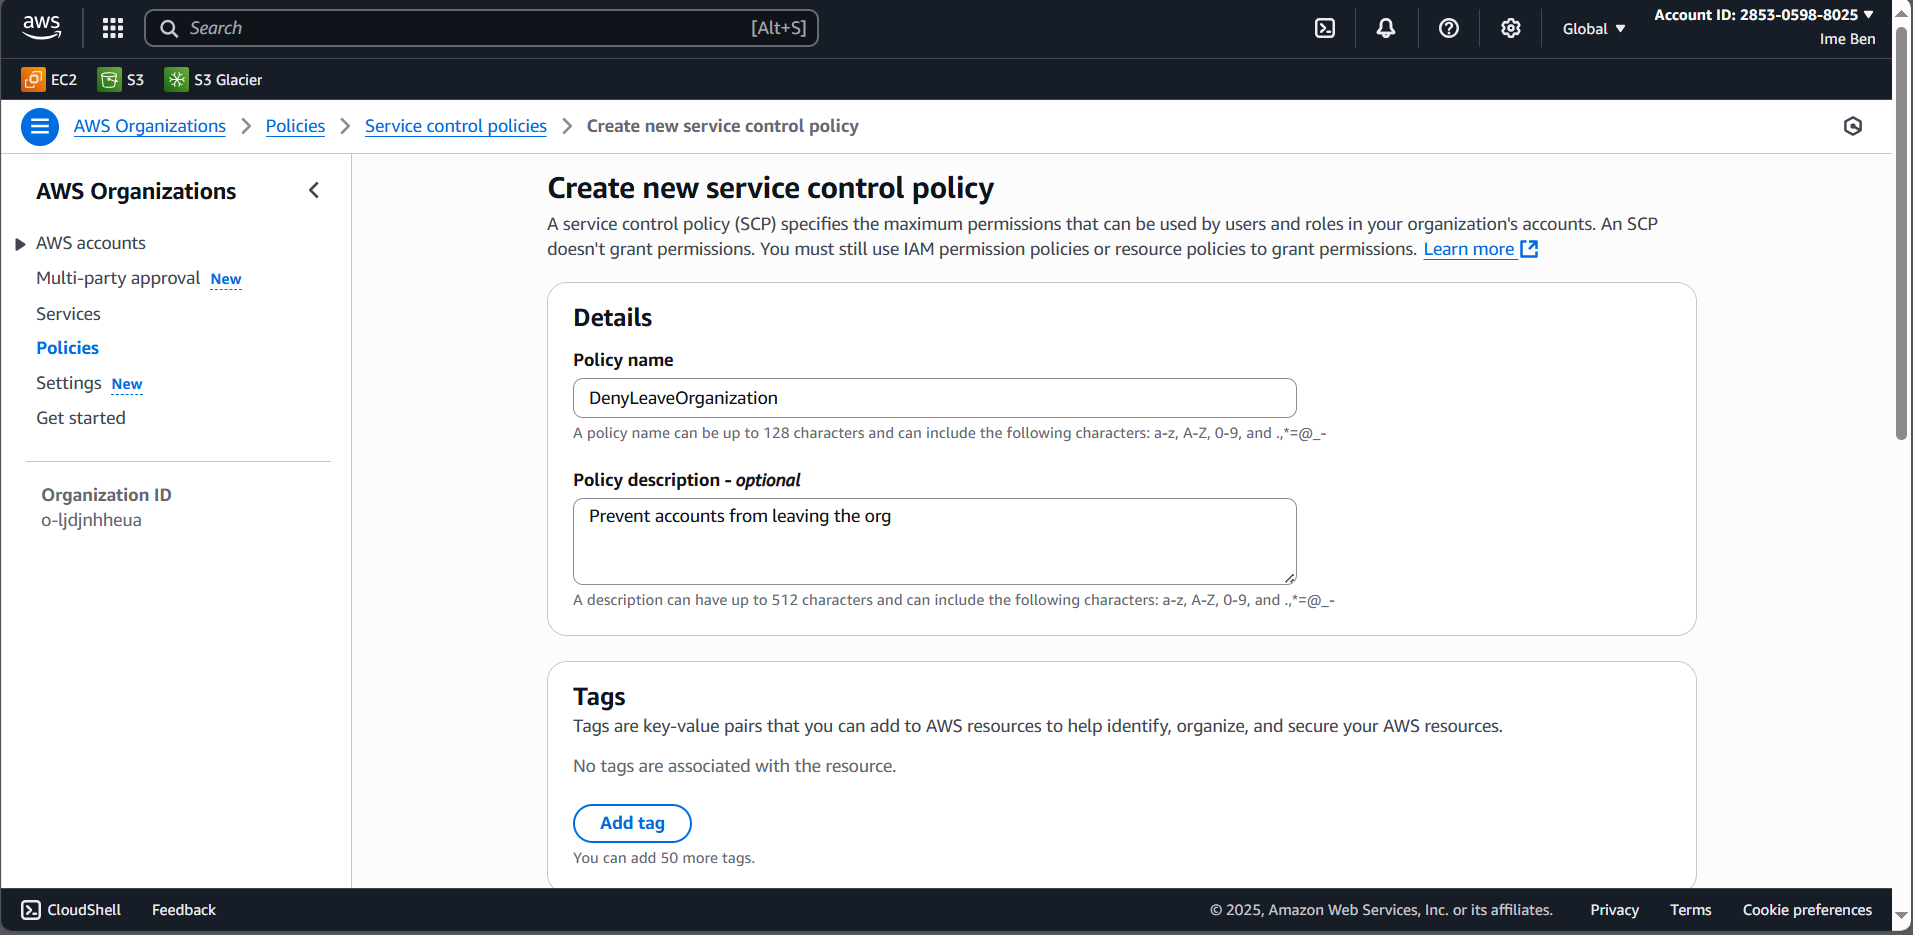 aws
Search [Alt+S]
Global
Account ID: 2853-0598-8025
Ime Ben
EC2 S3 S3 Glacier
AWS Organizations Policies Service control policies Create new service control policy
AWS Organizations
AWS accounts
Multi-party approval New
Services
Policies
Settings New
Get started
Organization ID
o-ljdjnhheua
Create new service control policy
A service control policy (SCP) specifies the maximum permissions that can be used by users and roles in your organization's accounts. An SCP
doesn't grant permissions. You must still use IAM permission policies or resource policies to grant permissions. Learn more
Details
Policy name
DenyLeaveOrganization
A policy name can be up to 128 characters and can include the following characters: a-z, A-Z, 0-9, and .,*=@_-
Policy description - optional
Prevent accounts from leaving the org
A description can have up to 512 characters and can include the following characters: a-z, A-Z, 0-9, and .,*=@_-
Tags
Tags are key-value pairs that you can add to AWS resources to help identify, organize, and secure your AWS resources.
No tags are associated with the resource.
Add tag
You can add 50 more tags.
CloudShell Feedback © 2025, Amazon Web Services, Inc. or its affiliates. Privacy Terms Cookie preferences